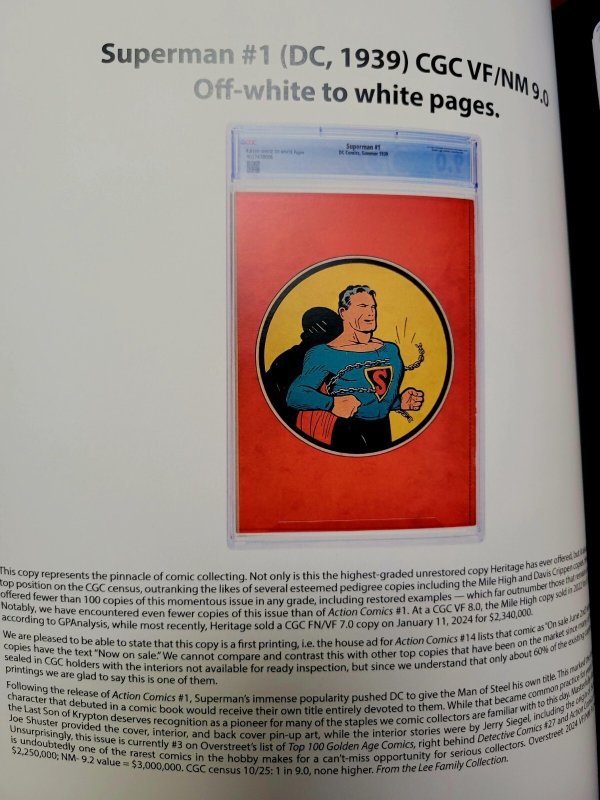 Superman #1 (DC, 1939) CGC VF/NM 9.0
Off-white to white pages.
Superman #1
DC Comics, Summer 1939
This copy represents the pinnacle of comic collecting. Not only is this the highest-graded unrestored copy Heritage has ever offered, but
top position on the CGC census, outranking the likes of several esteemed pedigree copies including the Mile High and Davis Crippen
offered fewer than 100 copies of this momentous issue in any grade, including restored examples — which far outnumber those that
Notably, we have encountered even fewer copies of this issue than of Action Comics #1. At a CGC VF 8.0, the Mile High copy sold in 2022
according to GPAnalysis, while most recently, Heritage sold a CGC FN/VF 7.0 copy on January 11, 2024 for $2,340,000.
We are pleased to be able to state that this copy is a first printing, i.e. the house ad for Action Comics #14 lists that comic as "On sale June
copies have the text "Now on sale." We cannot compare and contrast this with other top copies that have been on the market since many
sealed in CGC holders with the interiors not available for ready inspection, but since we understand that only about 60% of the existing
printings we are glad to say this is one of them.
Following the release of Action Comics #1, Superman's immense popularity pushed DC to give the Man of Steel his own title. This marked the
character that debuted in a comic book would receive their own title entirely devoted to them. While that became common practice for
the Last Son of Krypton deserves recognition as a pioneer for many of the staples we comic collectors are familiar with to this day.
Joe Shuster provided the cover, interior, and back cover pin-up art, while the interior stories were by Jerry Siegel, including the origin of
Unsurprisingly, this issue is currently #3 on Overstreet's list of Top 100 Golden Age Comics, right behind Detective Comics #27 and Action
is undoubtedly one of the rarest comics in the hobby makes for a can't-miss opportunity for serious collectors. Overstreet 2024 VF/NM
$2,250,000; NM- 9.2 value = $3,000,000. CGC census 10/25: 1 in 9.0, none higher. From the Lee Family Collection.